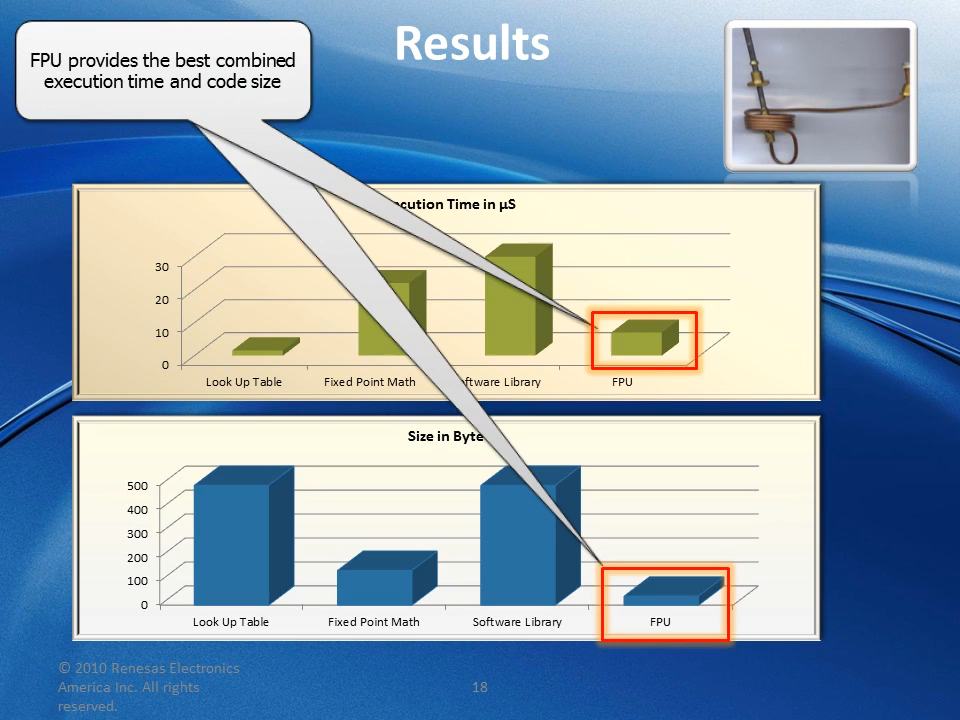 Results
FPU provides the best combined
execution time and code size
ecution Time in µS
30
20
10
0
Look Up Table
Fixed Point Math
ftware Library
FPU
Size in Byte
500
400
300
200
100
0
Look Up Table
Fixed Point Math
Software Library
FPU
© 2010 Renesas Electronics
America Inc. All rights
reserved.
18